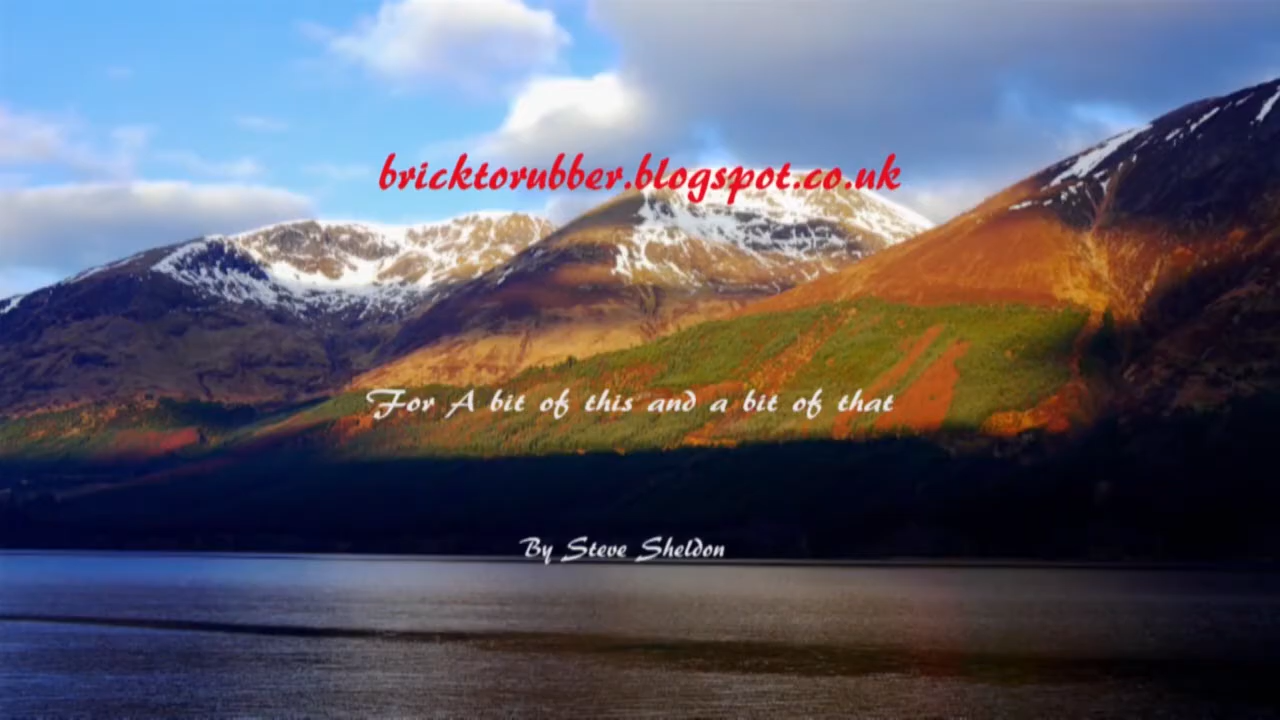 bricktorubber.blogspot.co.uk
For A bit of this and a bit of that
By Steve Sheldon